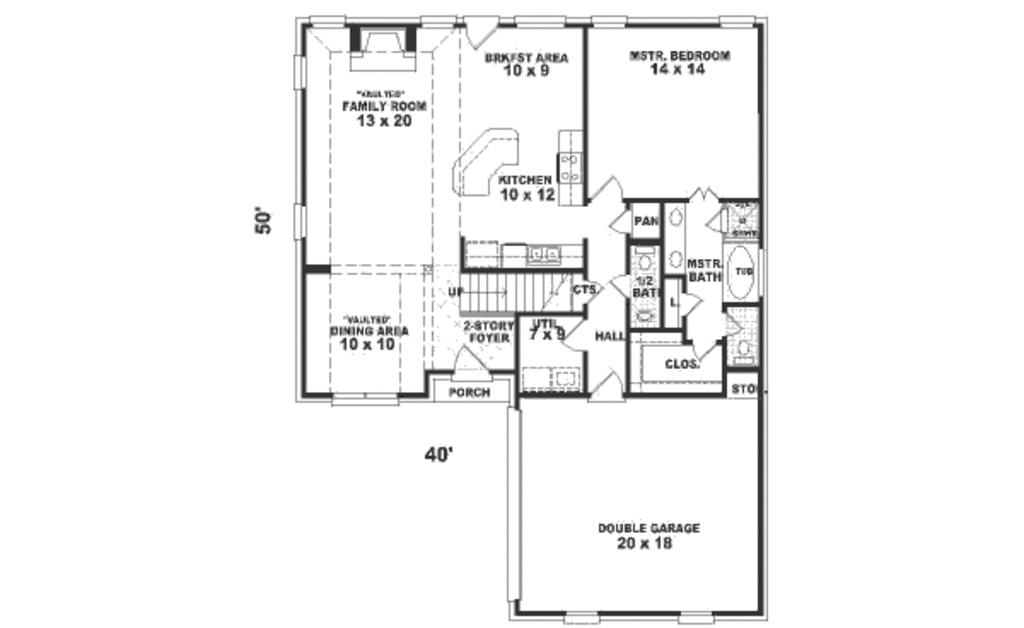 BRKFST AREA
10 x 9
MSTR. BEDROOM
14 x 14
"VAULTED"
FAMILY ROOM
13 x 20
KITCHEN
10 x 12
50'
PAN
SHWR
MSTR.
BATH
TUB
1/2
BATH
UP
CTS.
L.
"VAULTED"
DINING AREA
10 x 10
2-STORY
FOYER
UTIL
7 x 9
HALL
CLOS.
PORCH
STO
40'
DOUBLE GARAGE
20 x 18